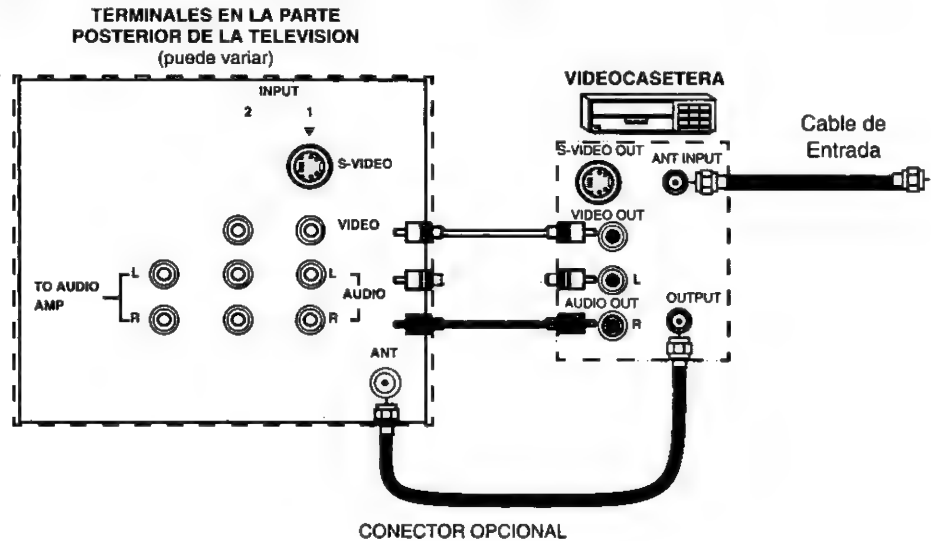 TERMINALES EN LA PARTE
POSTERIOR DE LA TELEVISION
(puede variar)
INPUT
2 1
S-VIDEO
VIDEO
TO AUDIO
AMP
L
R
L
AUDIO
R
ANT
VIDEOCASETERA
S-VIDEO OUT
ANT INPUT
Cable de
Entrada
VIDEO OUT
L
AUDIO OUT
R
OUTPUT
CONECTOR OPCIONAL